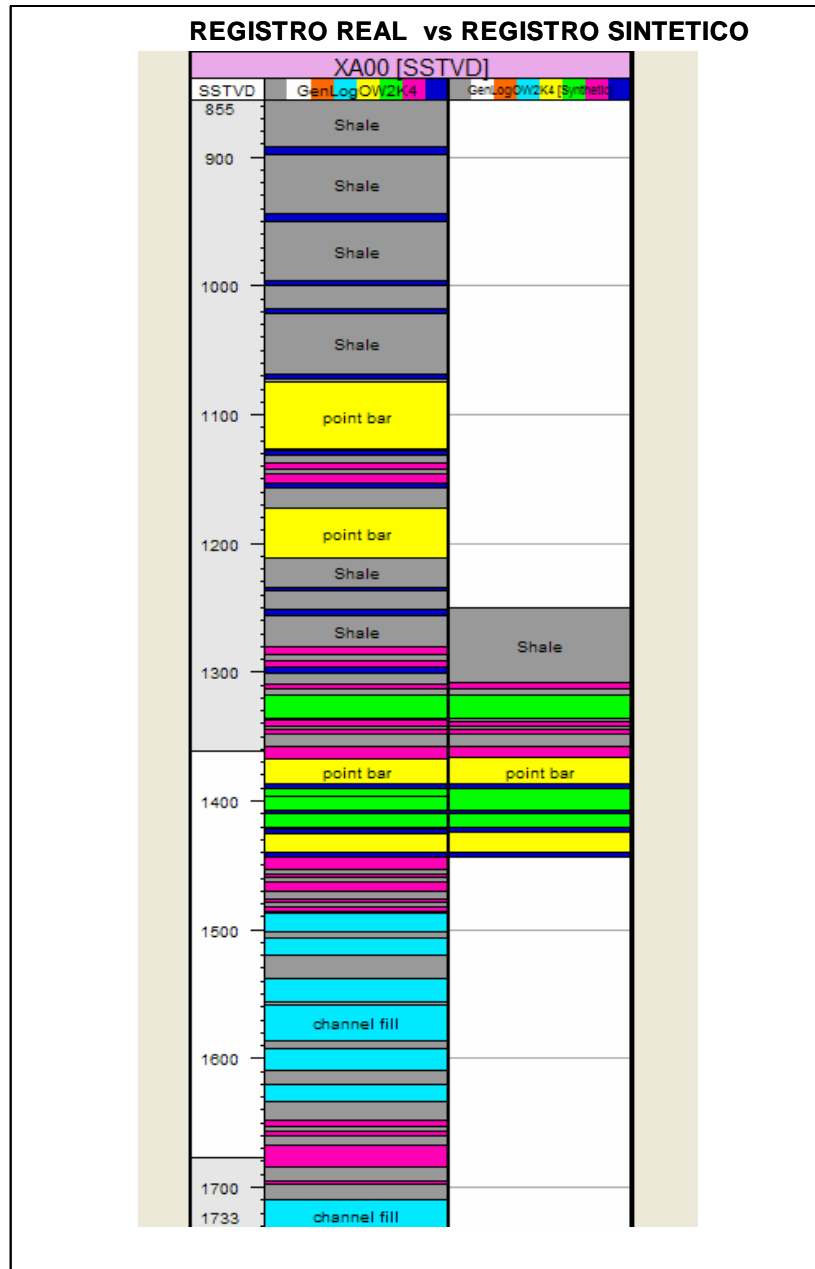 REGISTRO REAL vs REGISTRO SINTETICO
XA00 [SSTVD]
SSTVD GenLogOW2K4 GenLogOW2K4 [Synthetic
855
Shale
900
Shale
Shale
1000
Shale
1100
point bar
1200
point bar
Shale
Shale
Shale
1300
point bar point bar
1400
1500
channel fill
1600
1700
1733 channel fill